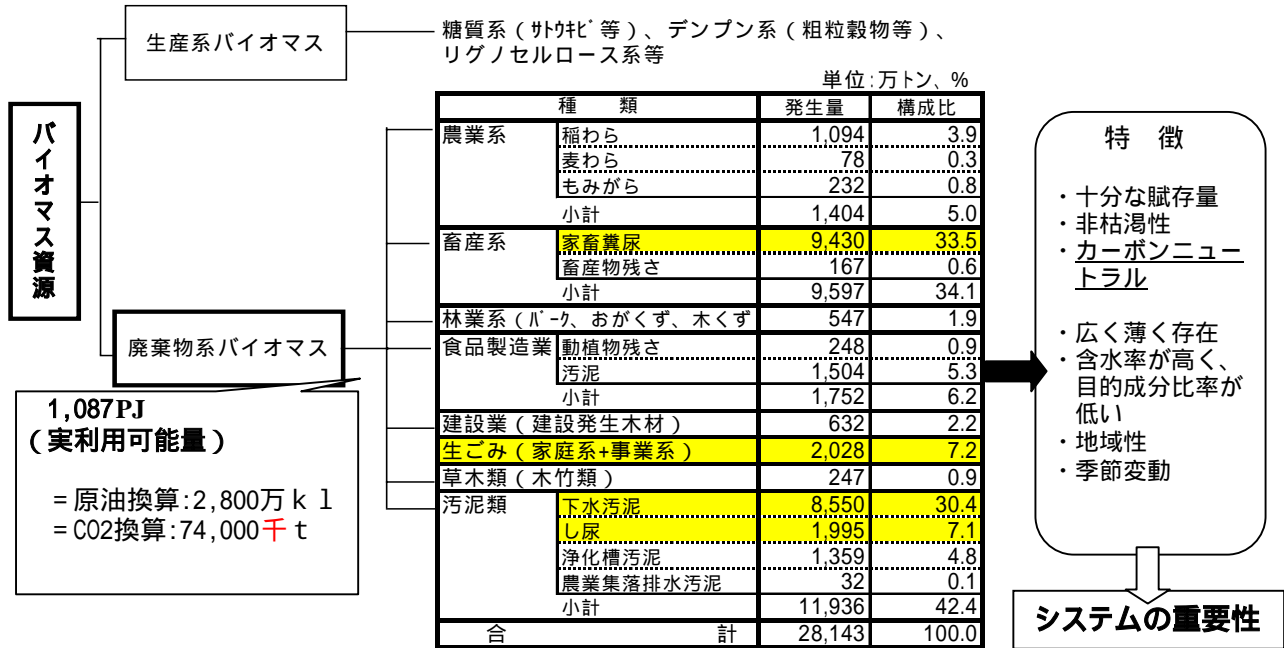 バイオマス資源
生産系バイオマス
糖質系（ｻﾄｳｷﾋﾞ等）、デンプン系（粗粒穀物等）、
リグノセルロース系等
廃棄物系バイオマス
1,087PJ
（実利用可能量）
=原油換算:2,800万ｋｌ
=CO2換算:74,000千ｔ
単位:万ﾄン、%
種　類 発生量 構成比
農業系 稲わら 1,094 3.9
麦わら 78 0.3
もみがら 232 0.8
小計 1,404 5.0
畜産系 家畜糞尿 9,430 33.5
畜産物残さ 167 0.6
小計 9,597 34.1
林業系（ﾊﾞｰｸ、おがくず、木くず 547 1.9
食品製造業 動植物残さ 248 0.9
汚泥 1,504 5.3
小計 1,752 6.2
建設業（建設発生木材） 632 2.2
生ごみ（家庭系+事業系） 2,028 7.2
草木類（木竹類） 247 0.9
汚泥類 下水汚泥 8,550 30.4
し尿 1,995 7.1
浄化槽汚泥 1,359 4.8
農業集落排水汚泥 32 0.1
小計 11,936 42.4
合　計 28,143 100.0
特　徴
・十分な賦存量
・非枯渇性
・カーボンニュー
トラル
・広く薄く存在
・含水率が高く、
目的成分比率が
低い
・地域性
・季節変動
システムの重要性